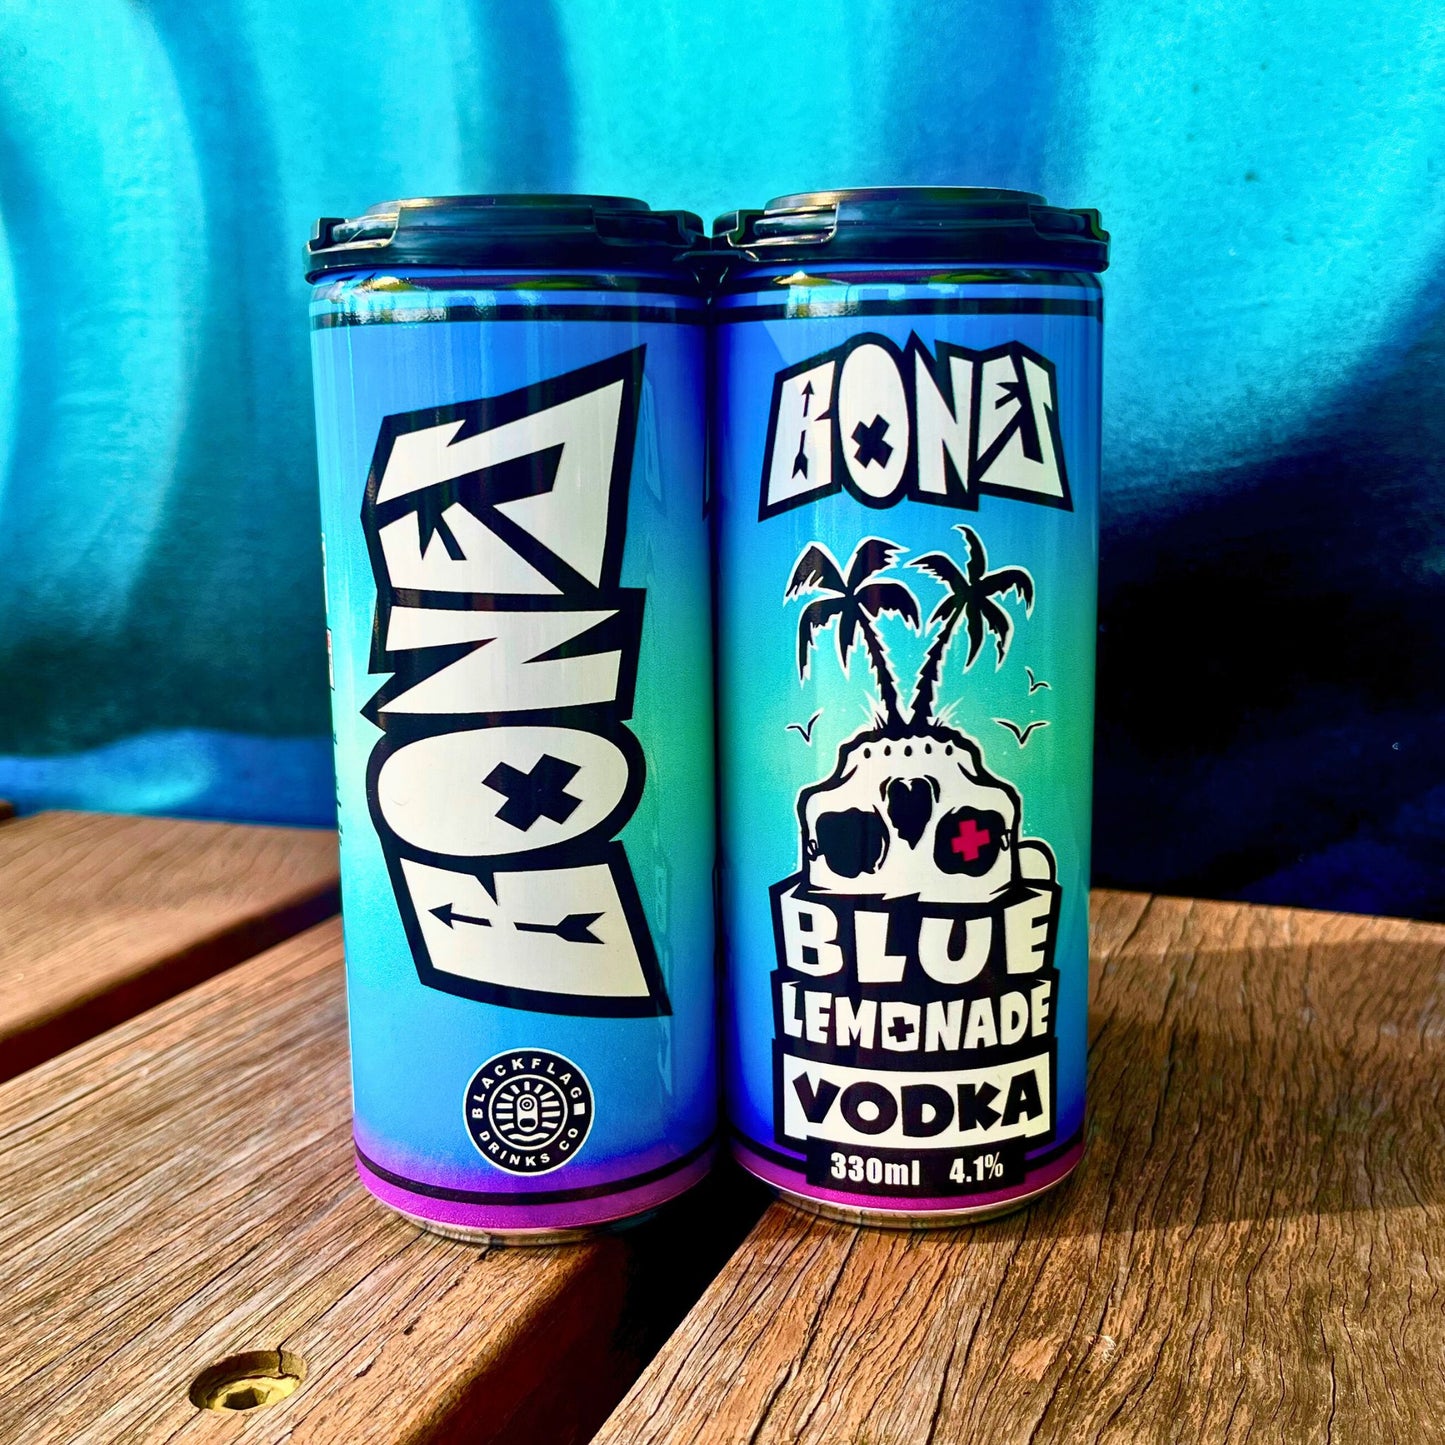 BONES
BLACKFLAG
DRINKS CO
BONES
BLUE
LEMONADE
VODKA
330ml 4.1%